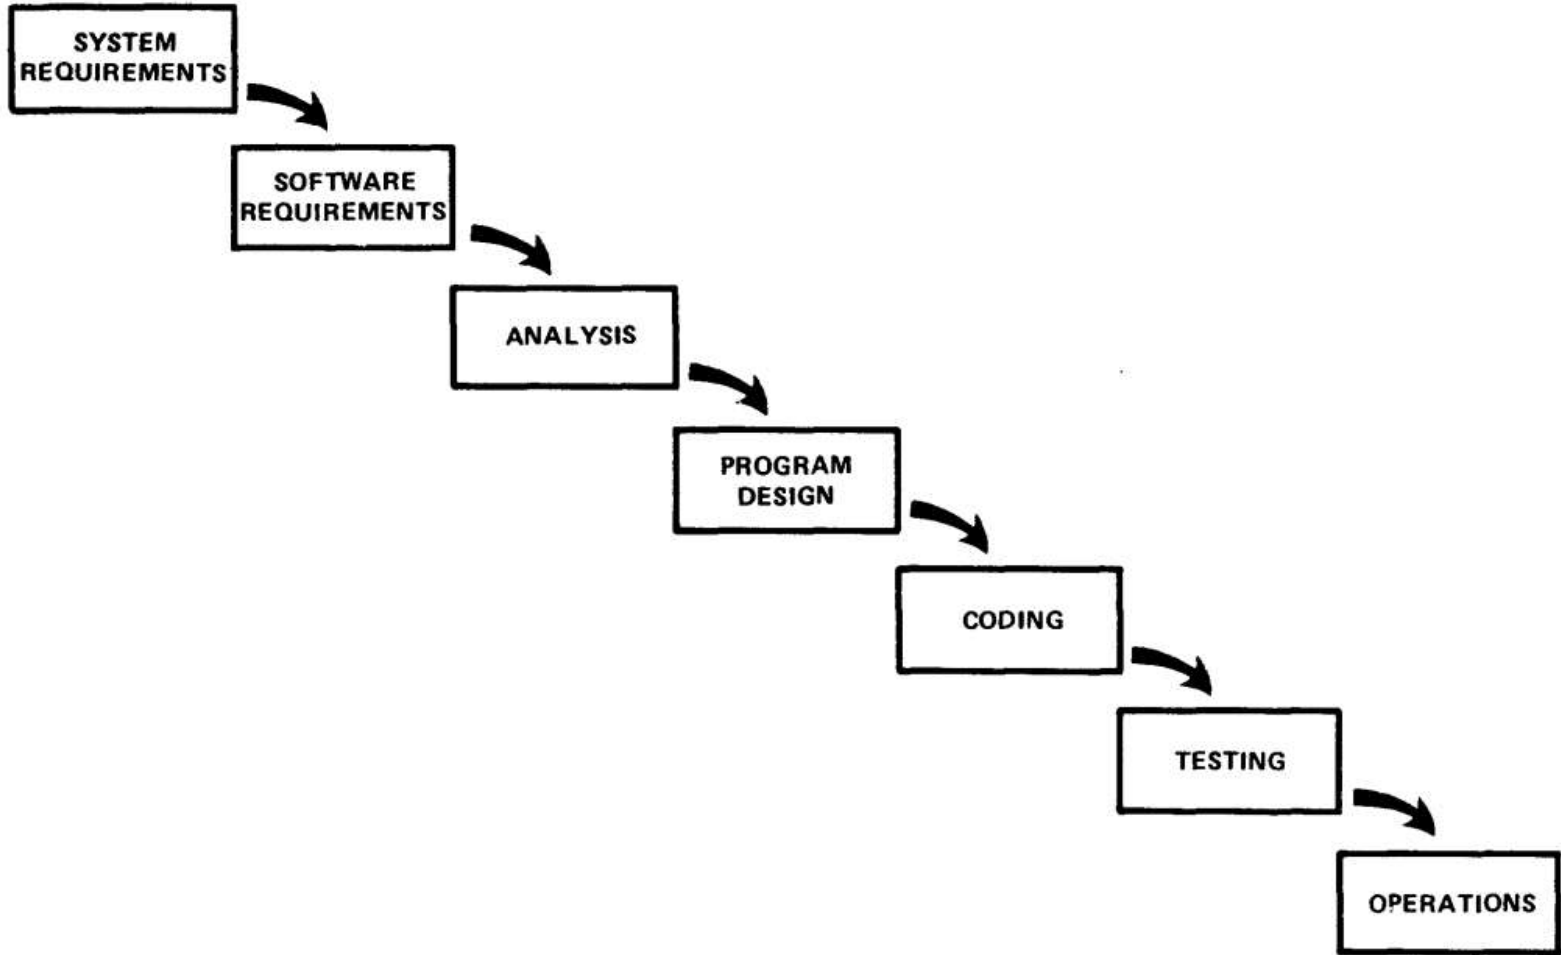 SYSTEM
REQUIREMENTS
SOFTWARE
REQUIREMENTS
ANALYSIS
PROGRAM
DESIGN
CODING
TESTING
OPERATIONS